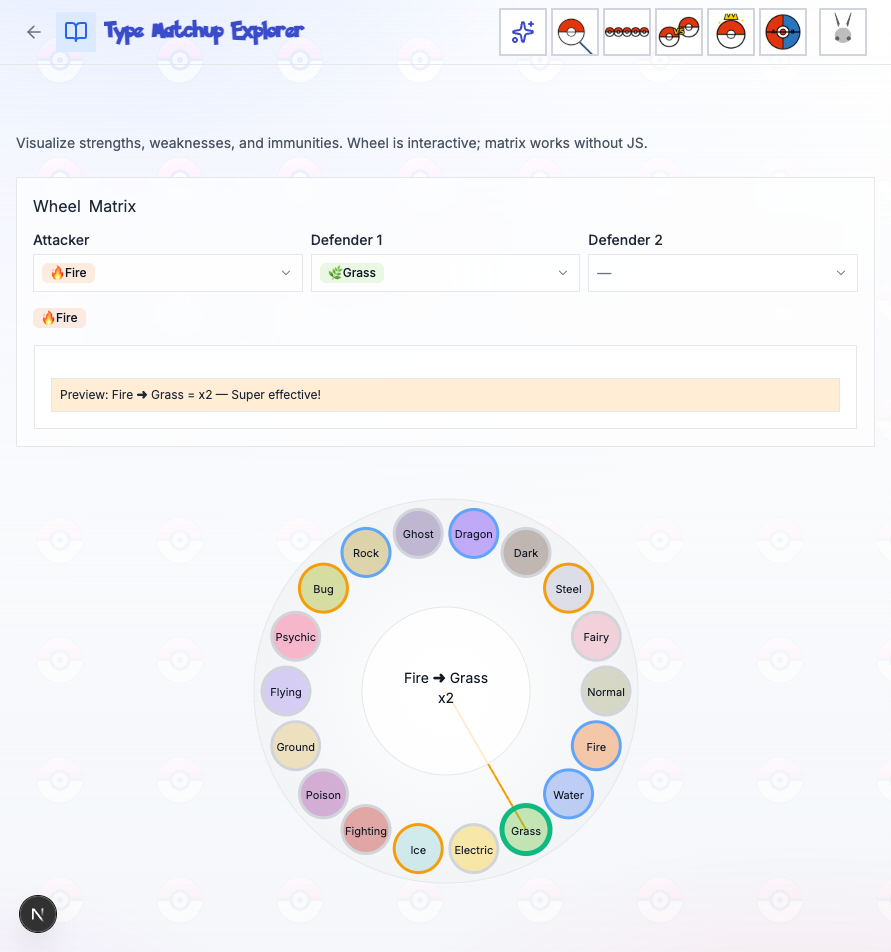 Type Matchup Explorer
VS
Visualize strengths, weaknesses, and immunities. Wheel is interactive; matrix works without JS.
Wheel Matrix
Attacker Defender 1 Defender 2
🔥Fire 🌿Grass —
🔥Fire
Preview: Fire ➜ Grass = x2 — Super effective!
Ghost Dragon
Rock Dark
Bug Steel
Psychic Fairy
Fire ➜ Grass
x2
Flying Normal
Ground Fire
Poison Water
Fighting Grass
Ice Electric
N